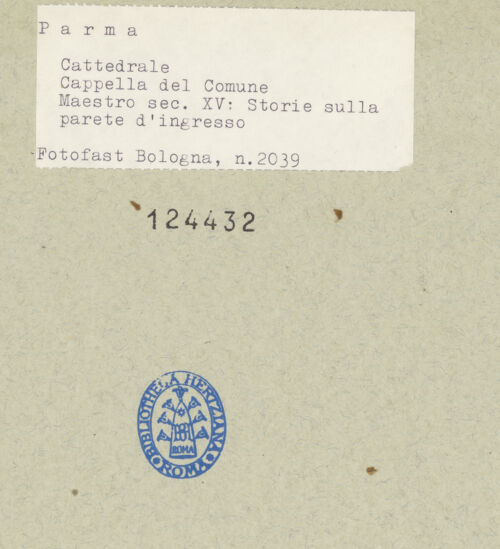 Parma
Cattedrale
Cappella del Comune
Maestro sec. XV: Storie sulla
parete d'ingresso
Fotofast Bologna, n.2039
124432
BIBLIOTHECA HERTZIANA
ROMA
ROMA